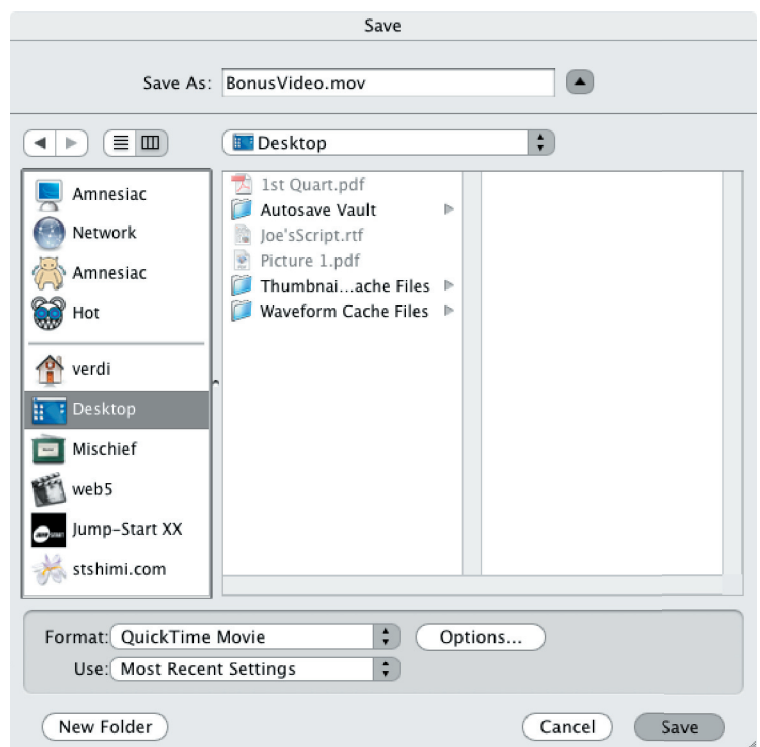 Save
Save As: BonusVideo.mov
Desktop
Amnesiac
Network
Amnesiac
Hot
verdi
Desktop
Mischief
web5
Jump-Start XX
stshimi.com
1st Quart.pdf
Autosave Vault
Joe'sScript.rtf
Picture 1.pdf
Thumbnai...ache Files
Waveform Cache Files
Format: QuickTime Movie
Options...
Use: Most Recent Settings
New Folder
Cancel
Save